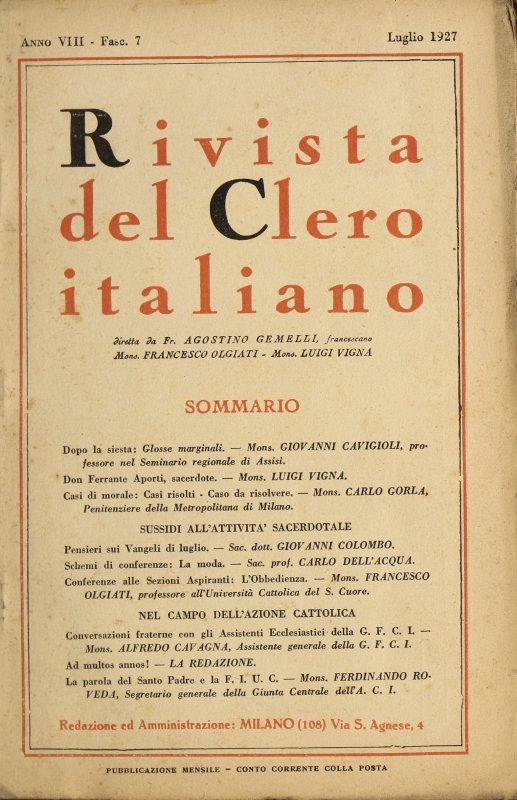 ANNO VIII - Fasc. 7
Luglio 1927
Rivista
del Clero
italiano
diretta da Fr. AGOSTINO GEMELLI, francescano
Mons. FRANCESCO OLGIATI - Mons. LUIGI VIGNA
SOMMARIO
Dopo la siesta: Glosse marginali. — Mons. GIOVANNI CAVIGIOLI, pro-
fessore nel Seminario regionale di Assisi.
Don Ferrante Aporti, sacerdote. — Mons. LUIGI VIGNA.
Casi di morale: Casi risolti - Caso da risolvere. — Mons. CARLO GORLA,
Penitenziere della Metropolitana di Milano.
SUSSIDI ALL'ATTIVITA' SACERDOTALE
Pensieri sui Vangeli di luglio. — Sac. dott. GIOVANNI COLOMBO.
Schemi di conferenze: La moda. — Sac. prof. CARLO DELL'ACQUA.
Conferenze alle Sezioni Aspiranti: L'Obbedienza. — Mons. FRANCESCO
OLGIATI, professore all'Università Cattolica del S. Cuore.
NEL CAMPO DELL'AZIONE CATTOLICA
Conversazioni fraterne con gli Assistenti Ecclesiastici della G. F. C. I. —
Mons. ALFREDO CAVAGNA, Assistente generale della G. F. C. I.
Ad multos annos! — LA REDAZIONE.
La parola del Santo Padre e la F. I. U. C. — Mons. FERDINANDO RO-
VEDA, Segretario generale della Giunta Centrale dell'A. C. I.
Redazione ed Amministrazione: MILANO (108) Via S. Agnese, 4
PUBBLICAZIONE MENSILE - CONTO CORRENTE COLLA POSTA